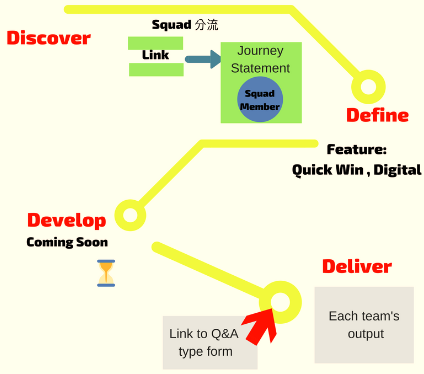 Squad 分流
Discover
Link
Journey
Statement
Squad
Member
Define
Feature:
Quick Win , Digital
Develop
Coming Soon
Deliver
Each team's
output
Link to Q&A
type form